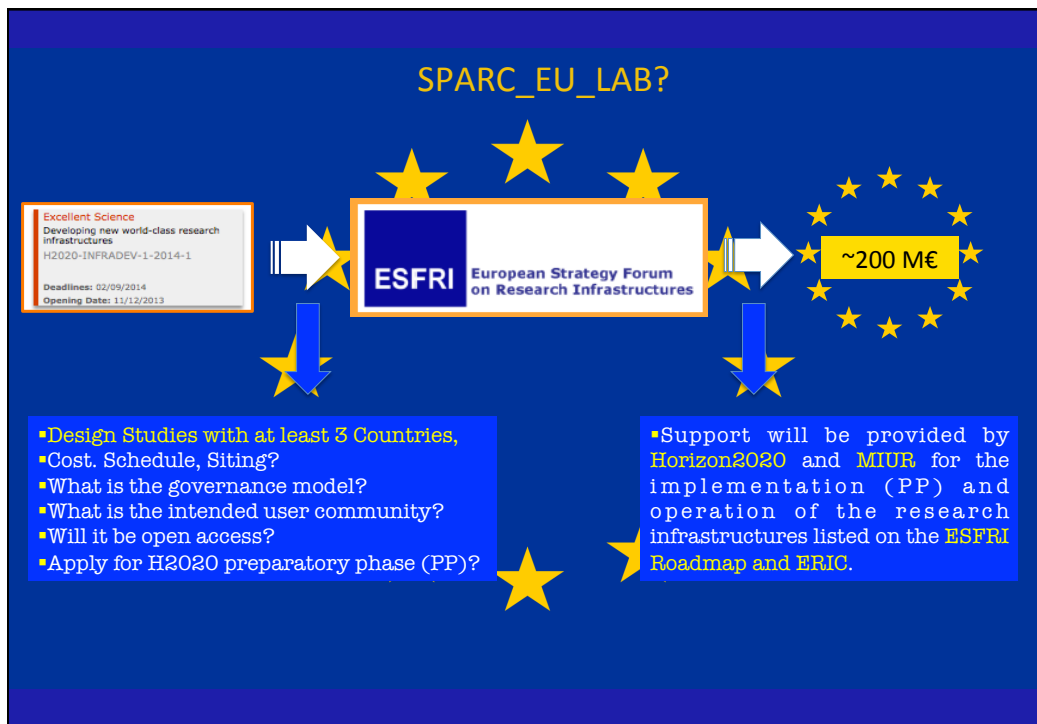 SPARC_EU_LAB?
Excellent Science
Developing new world-class research
infrastructures
H2020-INFRADEV-1-2014-1
Deadlines: 02/09/2014
Opening Date: 11/12/2013
ESFRI
European Strategy Forum
on Research Infrastructures
~200 M€
▪Design Studies with at least 3 Countries,
▪Cost. Schedule, Siting?
▪What is the governance model?
▪What is the intended user community?
▪Will it be open access?
▪Apply for H2020 preparatory phase (PP)?
▪Support will be provided by
Horizon2020 and MIUR for the
implementation (PP) and
operation of the research
infrastructures listed on the ESFRI
Roadmap and ERIC.